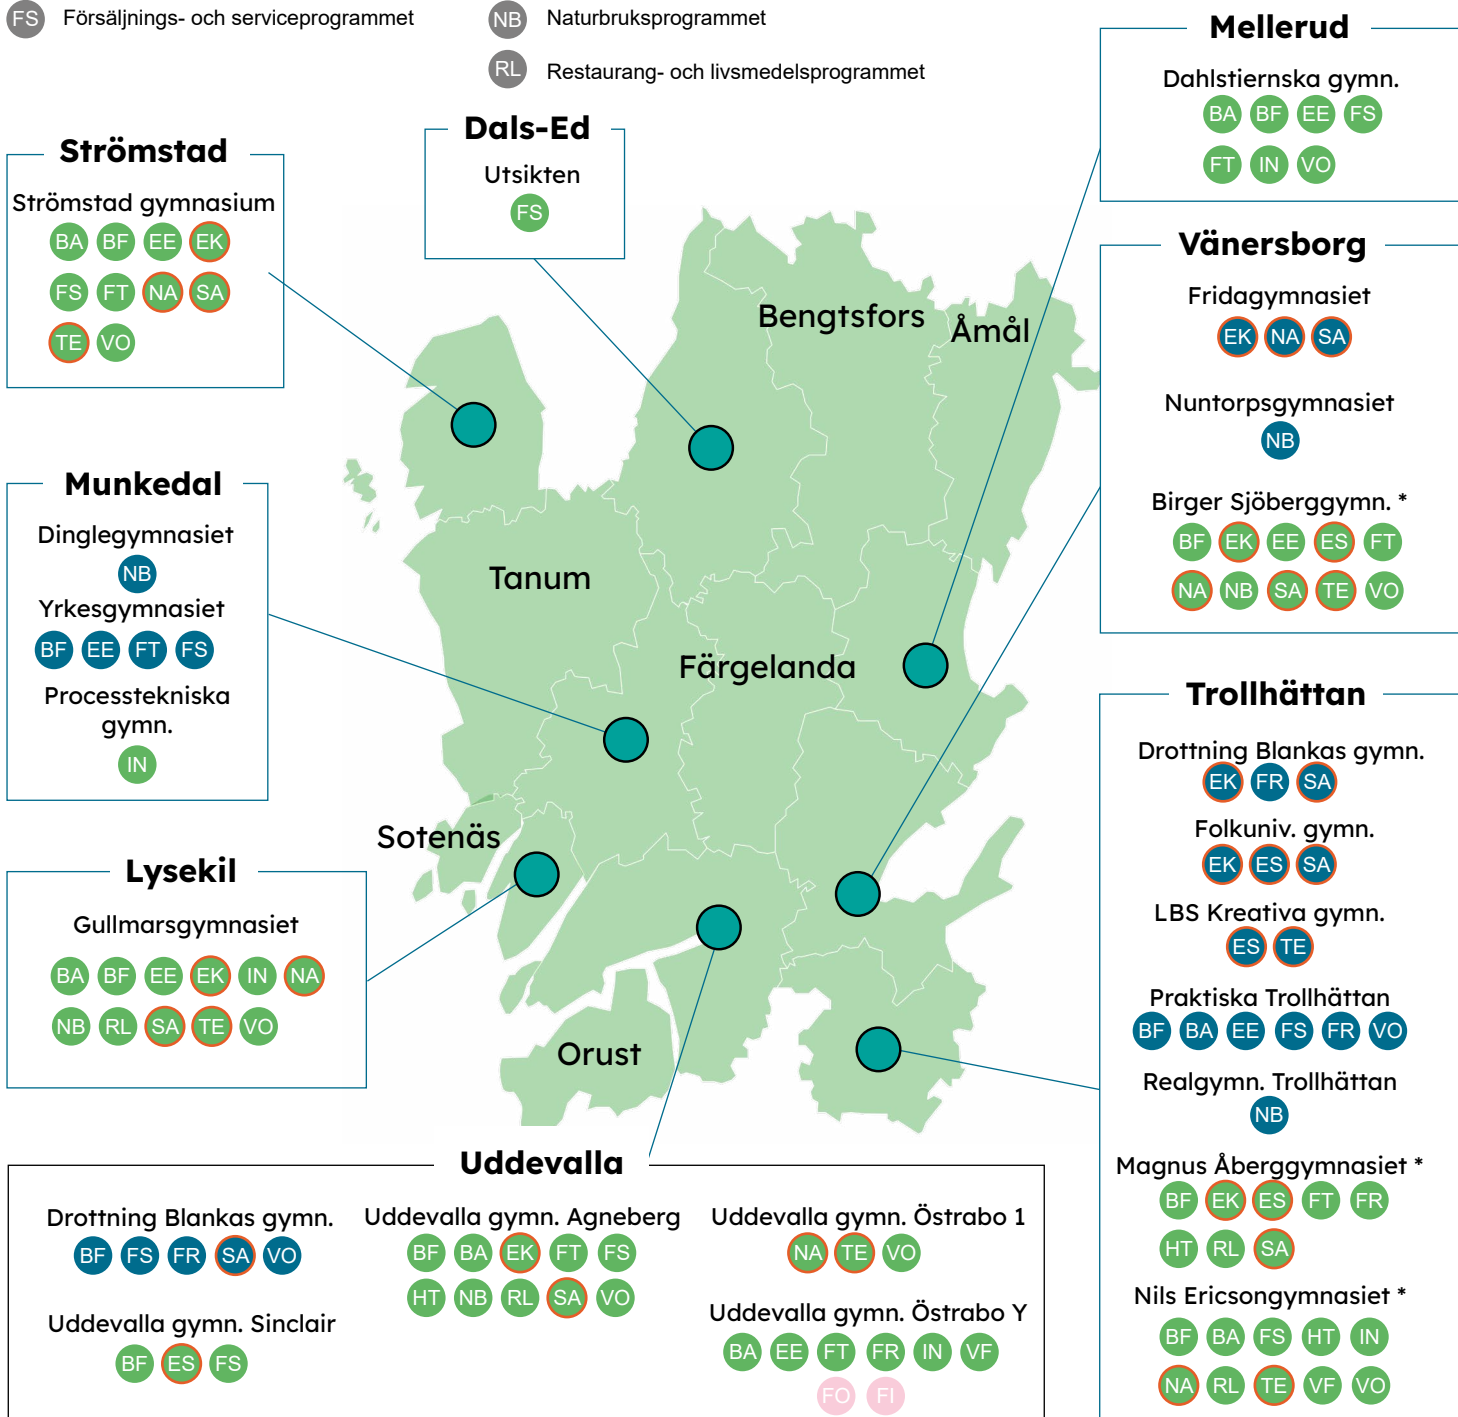 FS Försäljnings- och serviceprogrammet
NB Naturbruksprogrammet
RL Restaurang- och livsmedelsprogrammet
Strömstad
Strömstad gymnasium
BA BF EE EK
FS FT NA SA
TE VO
Dals-Ed
Utsikten
FS
Mellerud
Dahlstiernska gymn.
BA BF EE FS
FT IN VO
Vänersborg
Fridagymnasiet
EK NA SA
Nuntorpsgymnasiet
NB
Birger Sjöberggymn. *
BF EK EE ES FT
NA NB SA TE VO
Bengtsfors
Åmål
Tanum
Färgelanda
Sotenäs
Orust
Munkedal
Dinglegymnasiet
NB
Yrkesgymnasiet
BF EE FT FS
Processtekniska
gymn.
IN
Lysekil
Gullmarsgymnasiet
BA BF EE EK IN NA
NB RL SA TE VO
Trollhättan
Drottning Blankas gymn.
EK FR SA
Folkuniv. gymn.
EK ES SA
LBS Kreativa gymn.
ES TE
Praktiska Trollhättan
BF BA EE FS FR VO
Realgymn. Trollhättan
NB
Magnus Åberggymnasiet *
BF EK ES FT FR
HT RL SA
Nils Ericsongymnasiet *
BF BA FS HT IN
NA RL TE VF VO
Uddevalla
Drottning Blankas gymn.
BF FS FR SA VO
Uddevalla gymn. Sinclair
BF ES FS
Uddevalla gymn. Agneberg
BF BA EK FT FS
HT NB RL SA VO
Uddevalla gymn. Östrabo 1
NA TE VO
Uddevalla gymn. Östrabo Y
BA EE FT FR IN VF
FO FI